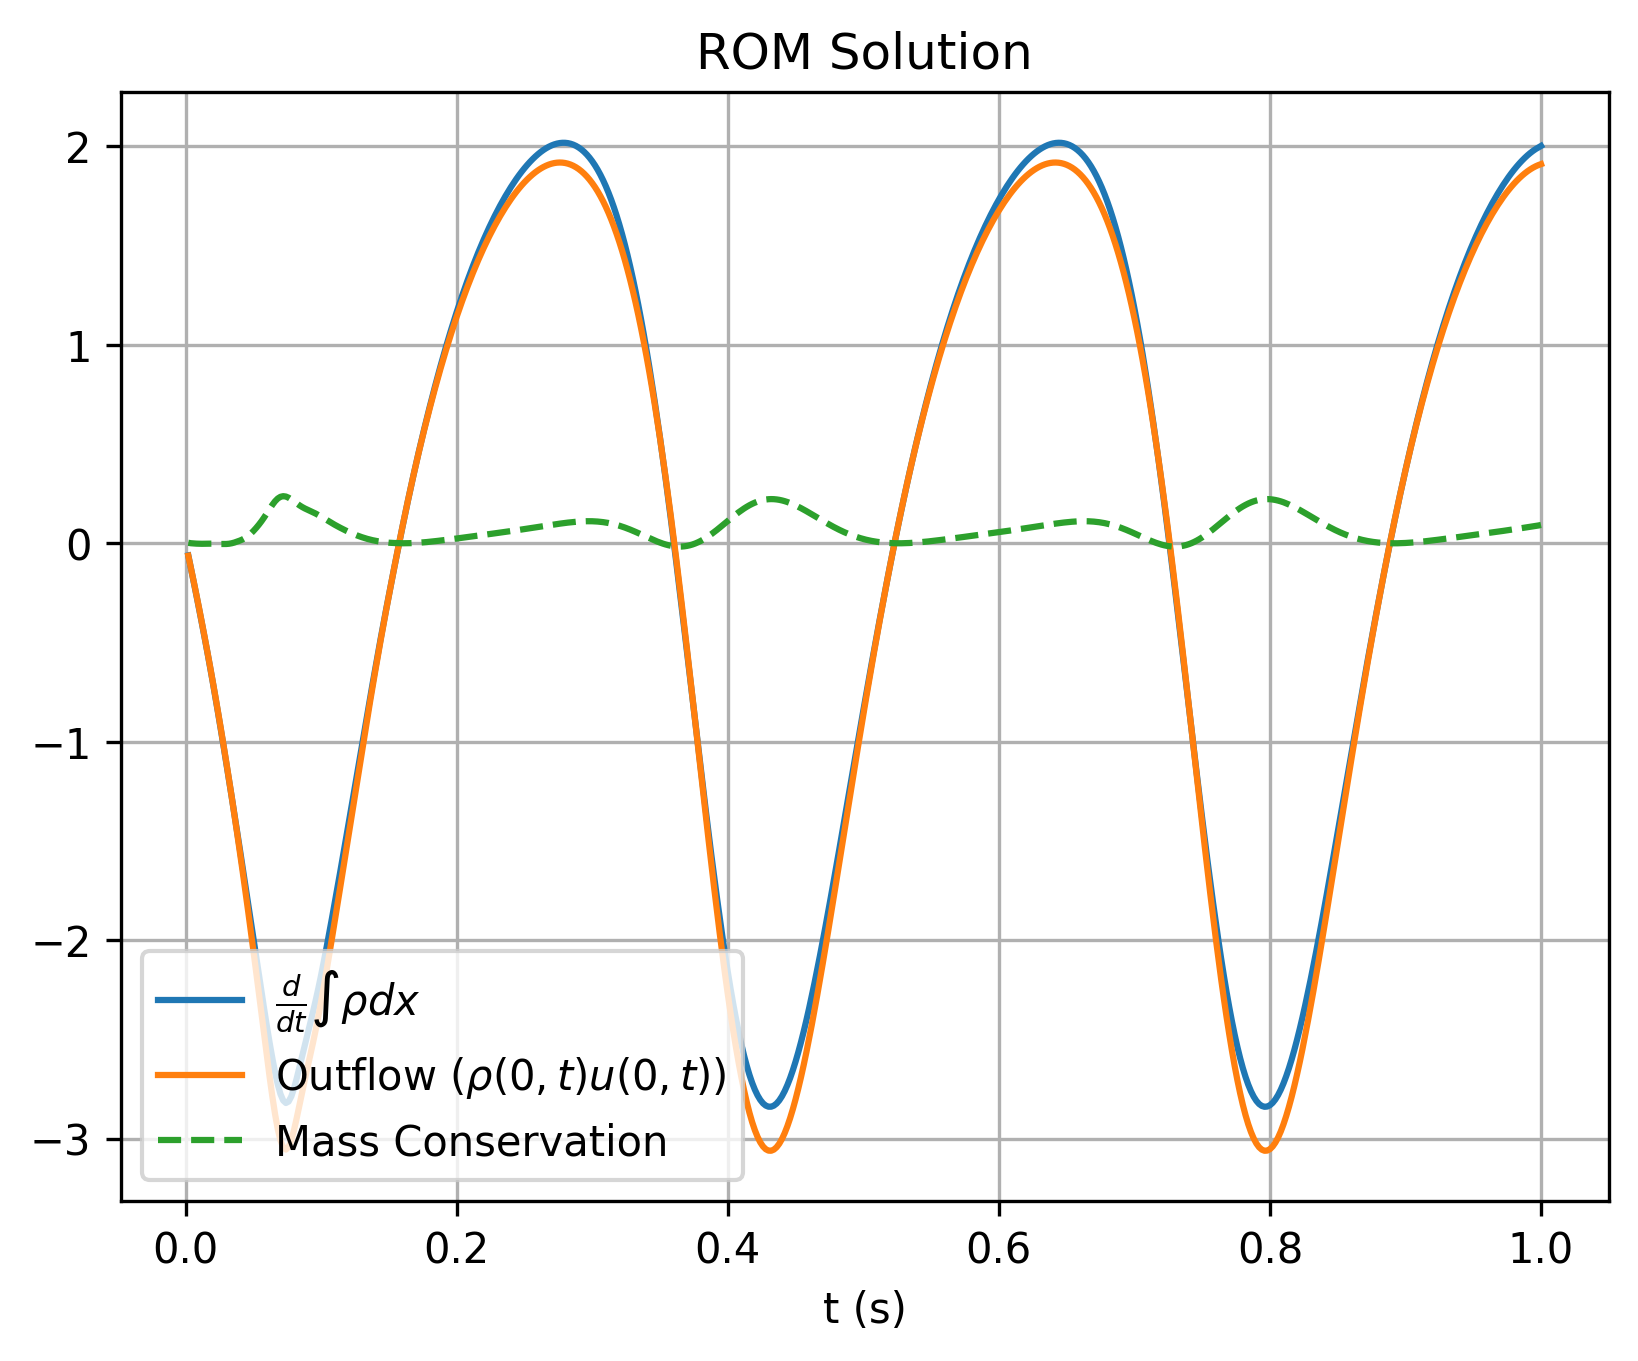 ROM Solution
2
1
0
−1
−2
−3
d/dt ∫ρdx
Outflow (ρ(0, t)u(0, t))
Mass Conservation
0.0 0.2 0.4 0.6 0.8 1.0
t (s)